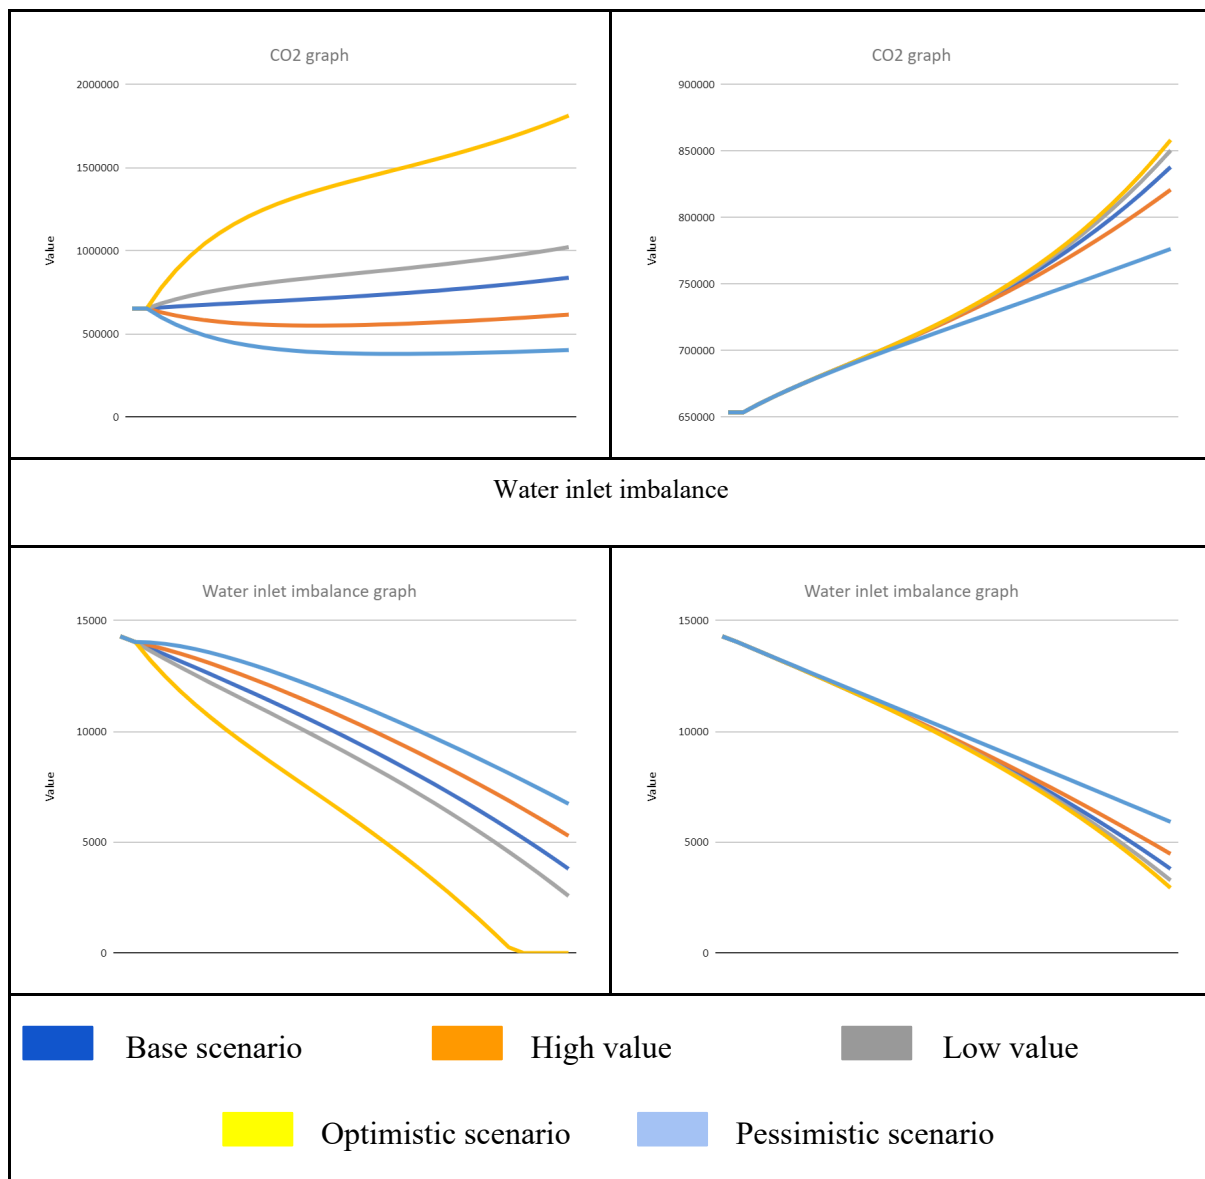 CO2 graph
2000000
1500000
1000000
500000
0
Value
CO2 graph
900000
850000
800000
750000
700000
650000
Value
Water inlet imbalance
Water inlet imbalance graph
15000
10000
5000
0
Value
Water inlet imbalance graph
15000
10000
5000
0
Value
Base scenario
High value
Low value
Optimistic scenario
Pessimistic scenario